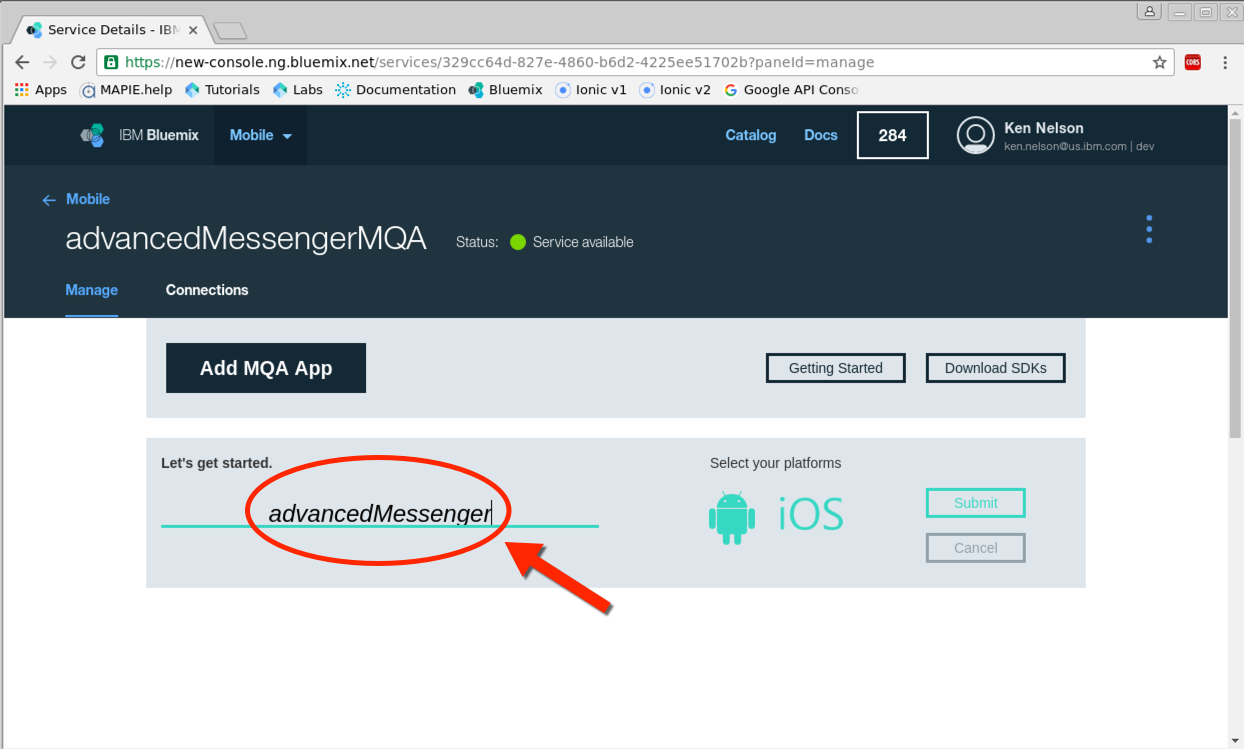 Service Details - IBM
https://new-console.ng.bluemix.net/services/329cc64d-827e-4860-b6d2-4225ee51702b?paneId=manage
CORS
Apps MAPIE.help Tutorials Labs Documentation Bluemix Ionic v1 Ionic v2 Google API Conso
IBM Bluemix Mobile Catalog Docs 284 Ken Nelson
ken.nelson@us.ibm.com | dev
← Mobile
advancedMessengerMQA Status: Service available
Manage Connections
Add MQA App Getting Started Download SDKs
Let's get started. Select your platforms
advancedMessenger iOS Submit
Cancel